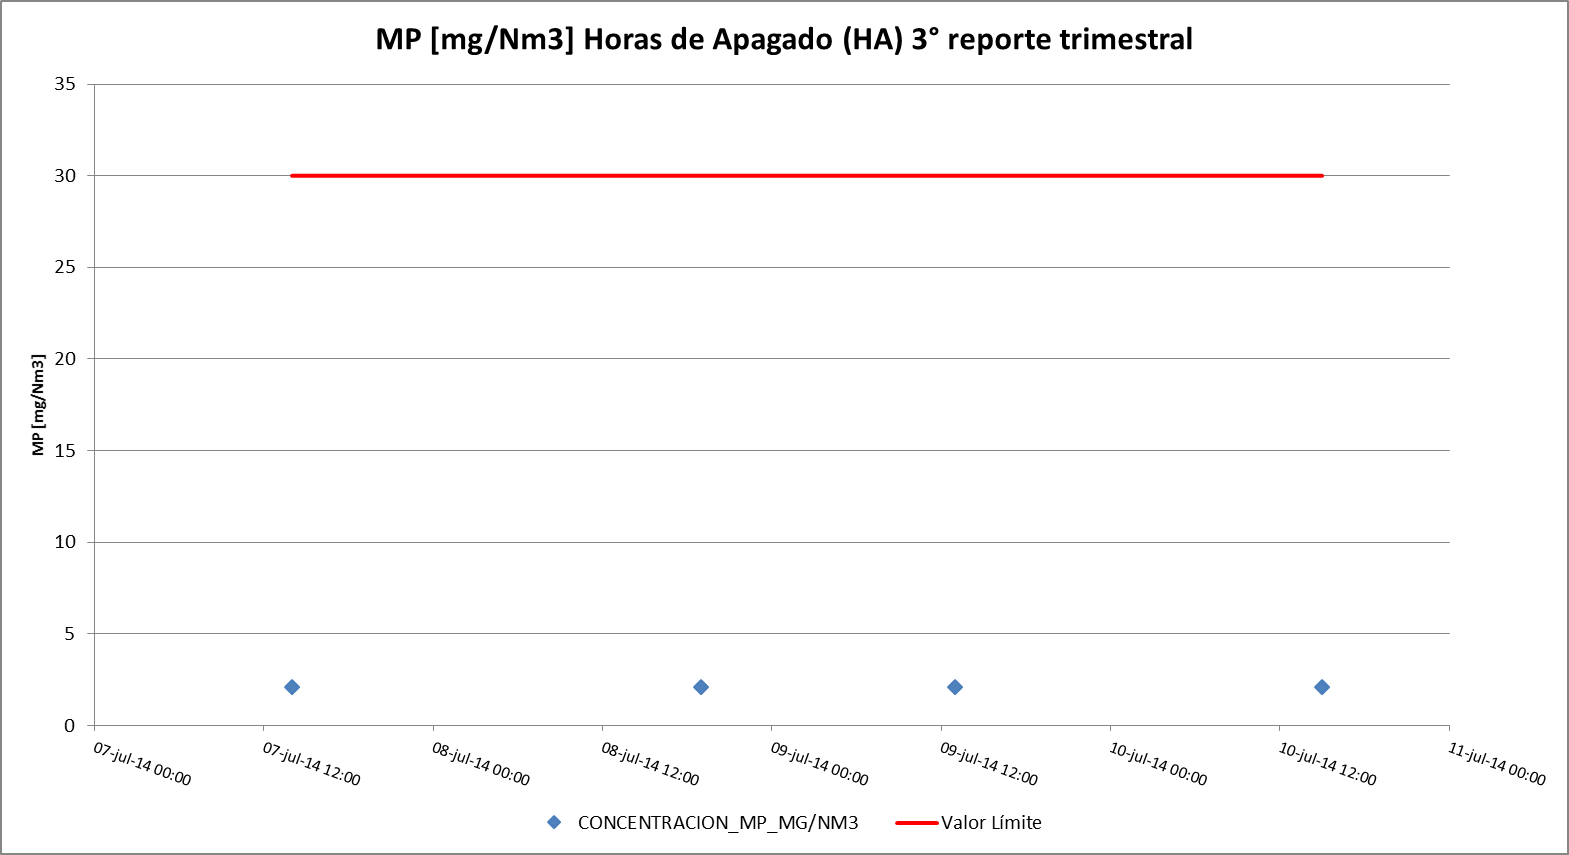 MP [mg/Nm3] Horas de Apagado (HA) 3° reporte trimestral
35
30
25
20
15
10
5
0
MP [mg/Nm3]
07-jul-14 00:00
07-jul-14 12:00
08-jul-14 00:00
08-jul-14 12:00
09-jul-14 00:00
09-jul-14 12:00
10-jul-14 00:00
10-jul-14 12:00
11-jul-14 00:00
CONCENTRACION_MP_MG/NM3
Valor Límite